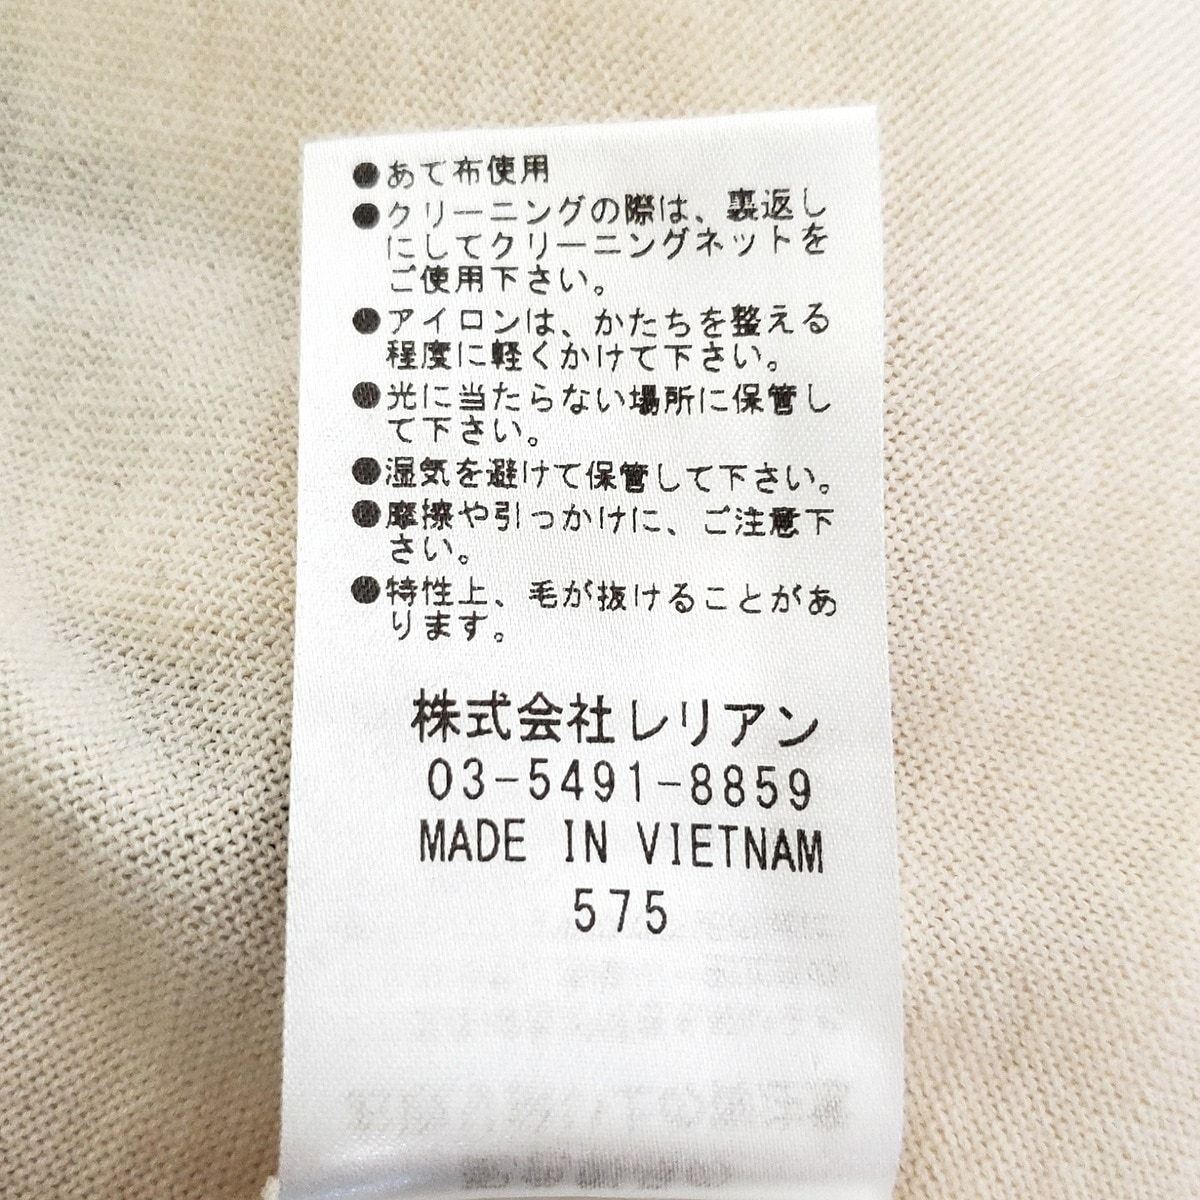 ●あて布使用
●クリーニングの際は、裏返し
にしてクリーニングネットを
ご使用下さい。
●アイロンは、かたちを整える
程度に軽くかけて下さい。
●光に当たらない場所に保管し
て下さい。
●湿気を避けて保管して下さい。
●摩擦や引っかけに、ご注意下
さい。
●特性上、毛が抜けることがあ
ります。
株式会社レリアン
03-5491-8859
MADE IN VIETNAM
575